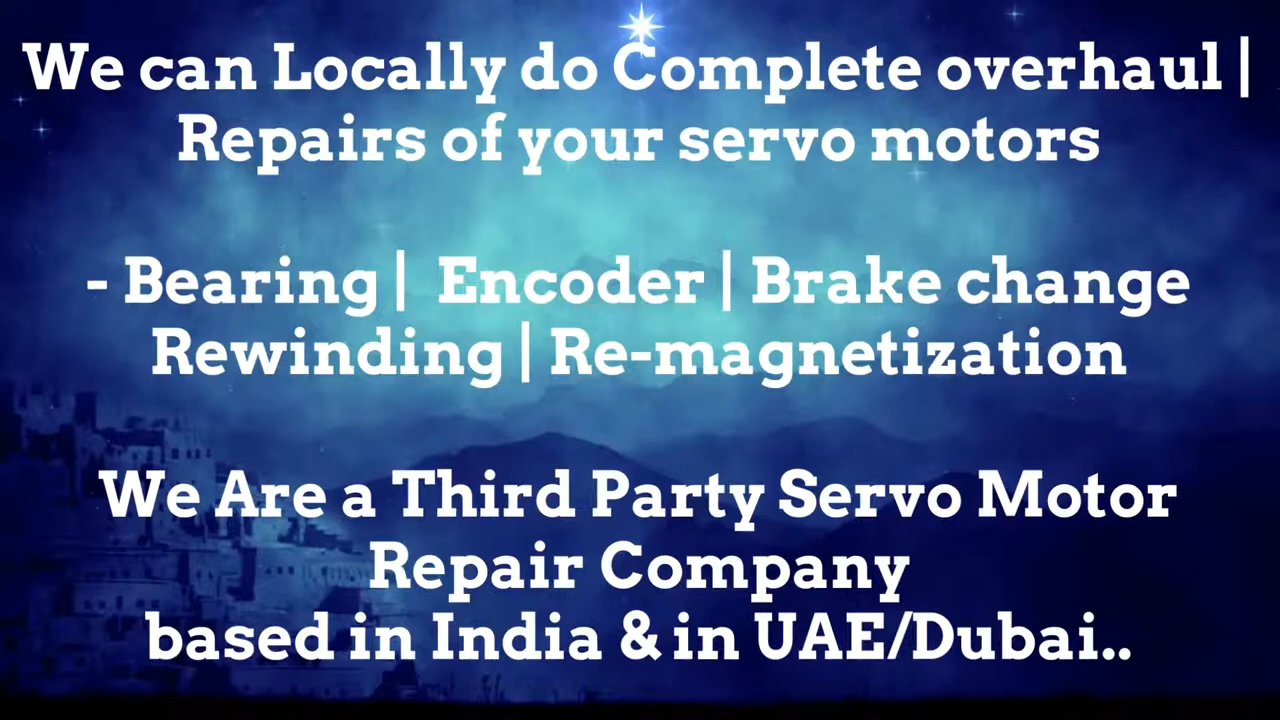 We can Locally do Complete overhaul |
Repairs of your servo motors
- Bearing | Encoder | Brake change
Rewinding | Re-magnetization
We Are a Third Party Servo Motor
Repair Company
based in India & in UAE/Dubai..